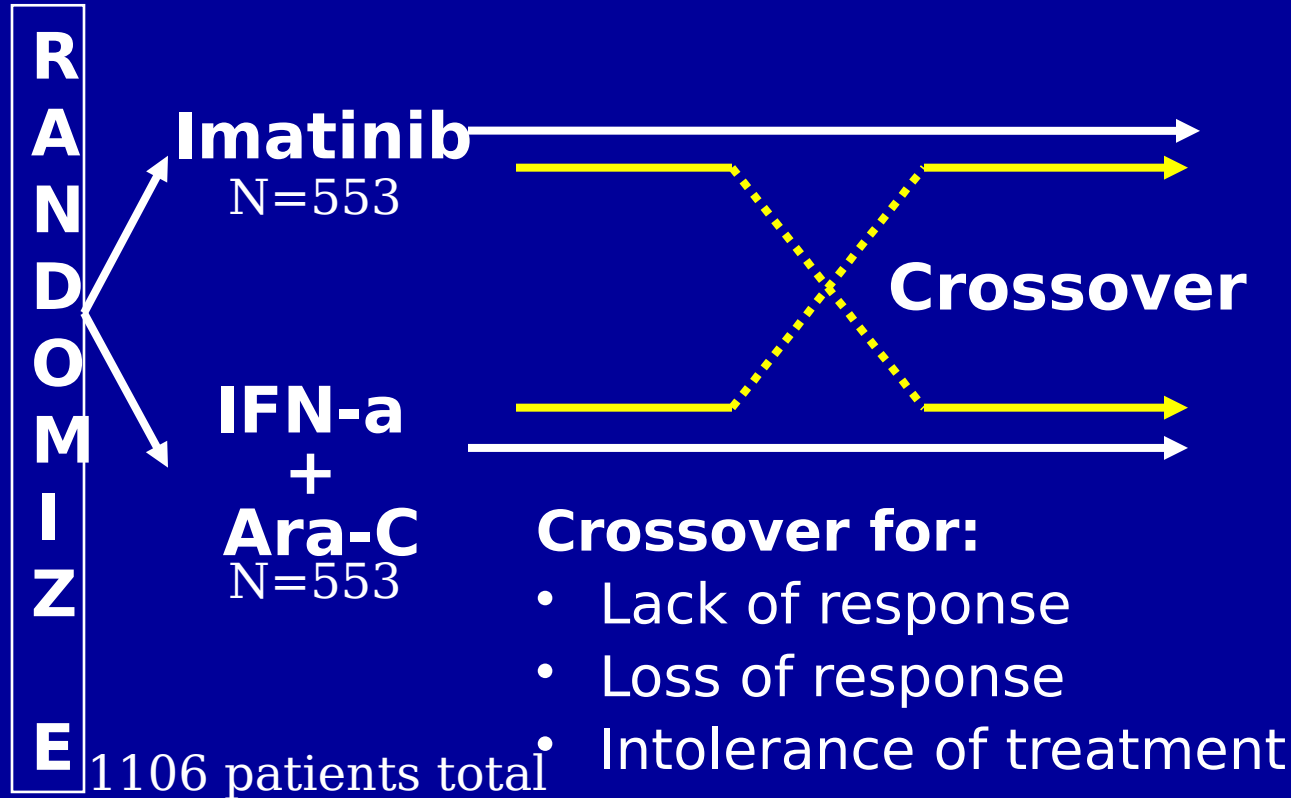 R
A
N
D
O
M
I
Z
E
Imatinib
N=553
Crossover
IFN-a
+
Ara-C
N=553
Crossover for:
• Lack of response
• Loss of response
• Intolerance of treatment
1106 patients total